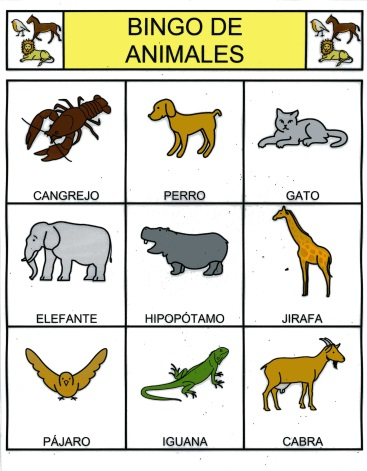 BINGO DE
ANIMALES
CANGREJO
PERRO
GATO
ELEFANTE
HIPOPÓTAMO
JIRAFA
PÁJARO
IGUANA
CABRA